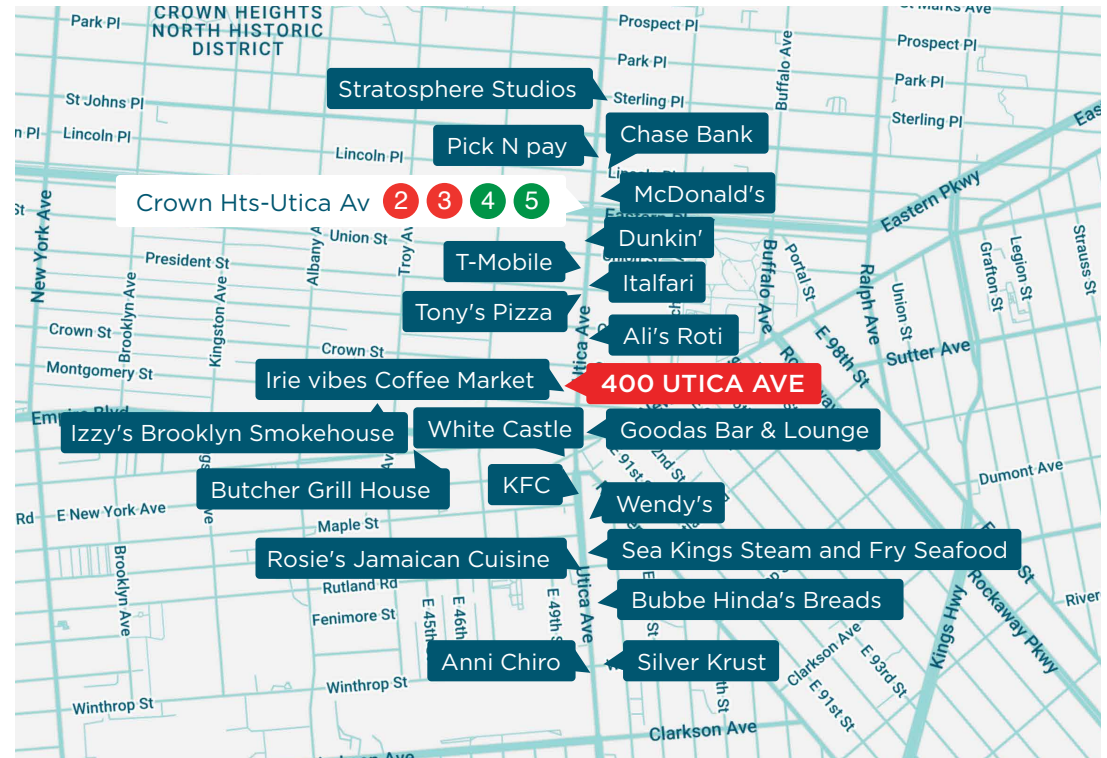 CROWN HEIGHTS
NORTH HISTORIC
DISTRICT
Park Pl
Prospect Pl
Prospect Pl
Park Pl
Park Pl
Buffalo Ave
Stratosphere Studios
St Johns Pl
Sterling Pl
Sterling Pl
Lincoln Pl
Lincoln Pl
Pick N pay
Chase Bank
McDonald's
Crown Hts-Utica Av 2 3 4 5
Eastern Pkwy
New York Ave
Union St
Dunkin'
President St
T-Mobile
Italfari
Buffalo Ave
Portal St
Ralph Ave
Union St
Grafton St
Legion St
Strauss St
Brooklyn Ave
Kingston Ave
Tony's Pizza
Crown St
Crown St
Ali's Roti
E 98th St
Sutter Ave
Montgomery St
Irie vibes Coffee Market
400 UTICA AVE
Izzy's Brooklyn Smokehouse
White Castle
Goodas Bar & Lounge
Butcher Grill House
KFC
Wendy's
Dumont Ave
Rd
E New York Ave
Maple St
Rosie's Jamaican Cuisine
Sea Kings Steam and Fry Seafood
Brooklyn Ave
Rutland Rd
Fenimore St
E 49th St
Utica Ave
Bubbe Hinda's Breads
Rockaway Pkwy
Kings Hwy
Anni Chiro
Silver Krust
Clarkson Ave
E 93rd St
E 91st St
Winthrop St
Winthrop St
Clarkson Ave